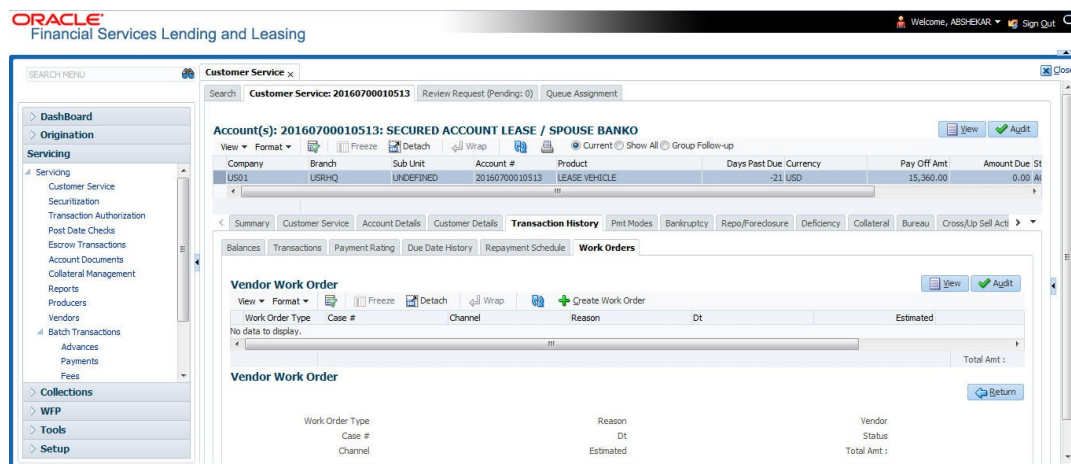 ORACLE
Financial Services Lending and Leasing
Welcome, ABSHEKAR Sign Out
Close
SEARCH MENU
DashBoard
Origination
Servicing
Servicing
Customer Service
Securitization
Transaction Authorization
Post Date Checks
Escrow Transactions
Account Documents
Collateral Management
Reports
Producers
Vendors
Batch Transactions
Advances
Payments
Fees
Collections
WFP
Tools
Setup
Customer Service x
Search Customer Service: 20160700010513 Review Request (Pending: 0) Queue Assignment
Account(s): 20160700010513: SECURED ACCOUNT LEASE / SPOUSE BANKO
View Audit
View Format Freeze Detach Wrap Current Show All Group Follow-up
Company Branch Sub Unit Account # Product Days Past Due Currency Pay Off Amt Amount Due St
US01 USRHQ UNDEFINED 20160700010513 LEASE VEHICLE -21 USD 15,360.00 0.00
Summary Customer Service Account Details Customer Details Transaction History Pmt Modes Bankruptcy Repo/Foreclosure Deficiency Collateral Bureau Cross/Up Sell Acti
Balances Transactions Payment Rating Due Date History Repayment Schedule Work Orders
Vendor Work Order
View Audit
View Format Freeze Detach Wrap Create Work Order
Work Order Type Case # Channel Reason Dt Estimated
No data to display.
Total Amt :
Vendor Work Order
Return
Work Order Type Reason Vendor
Case # Dt Status
Channel Estimated Total Amt :